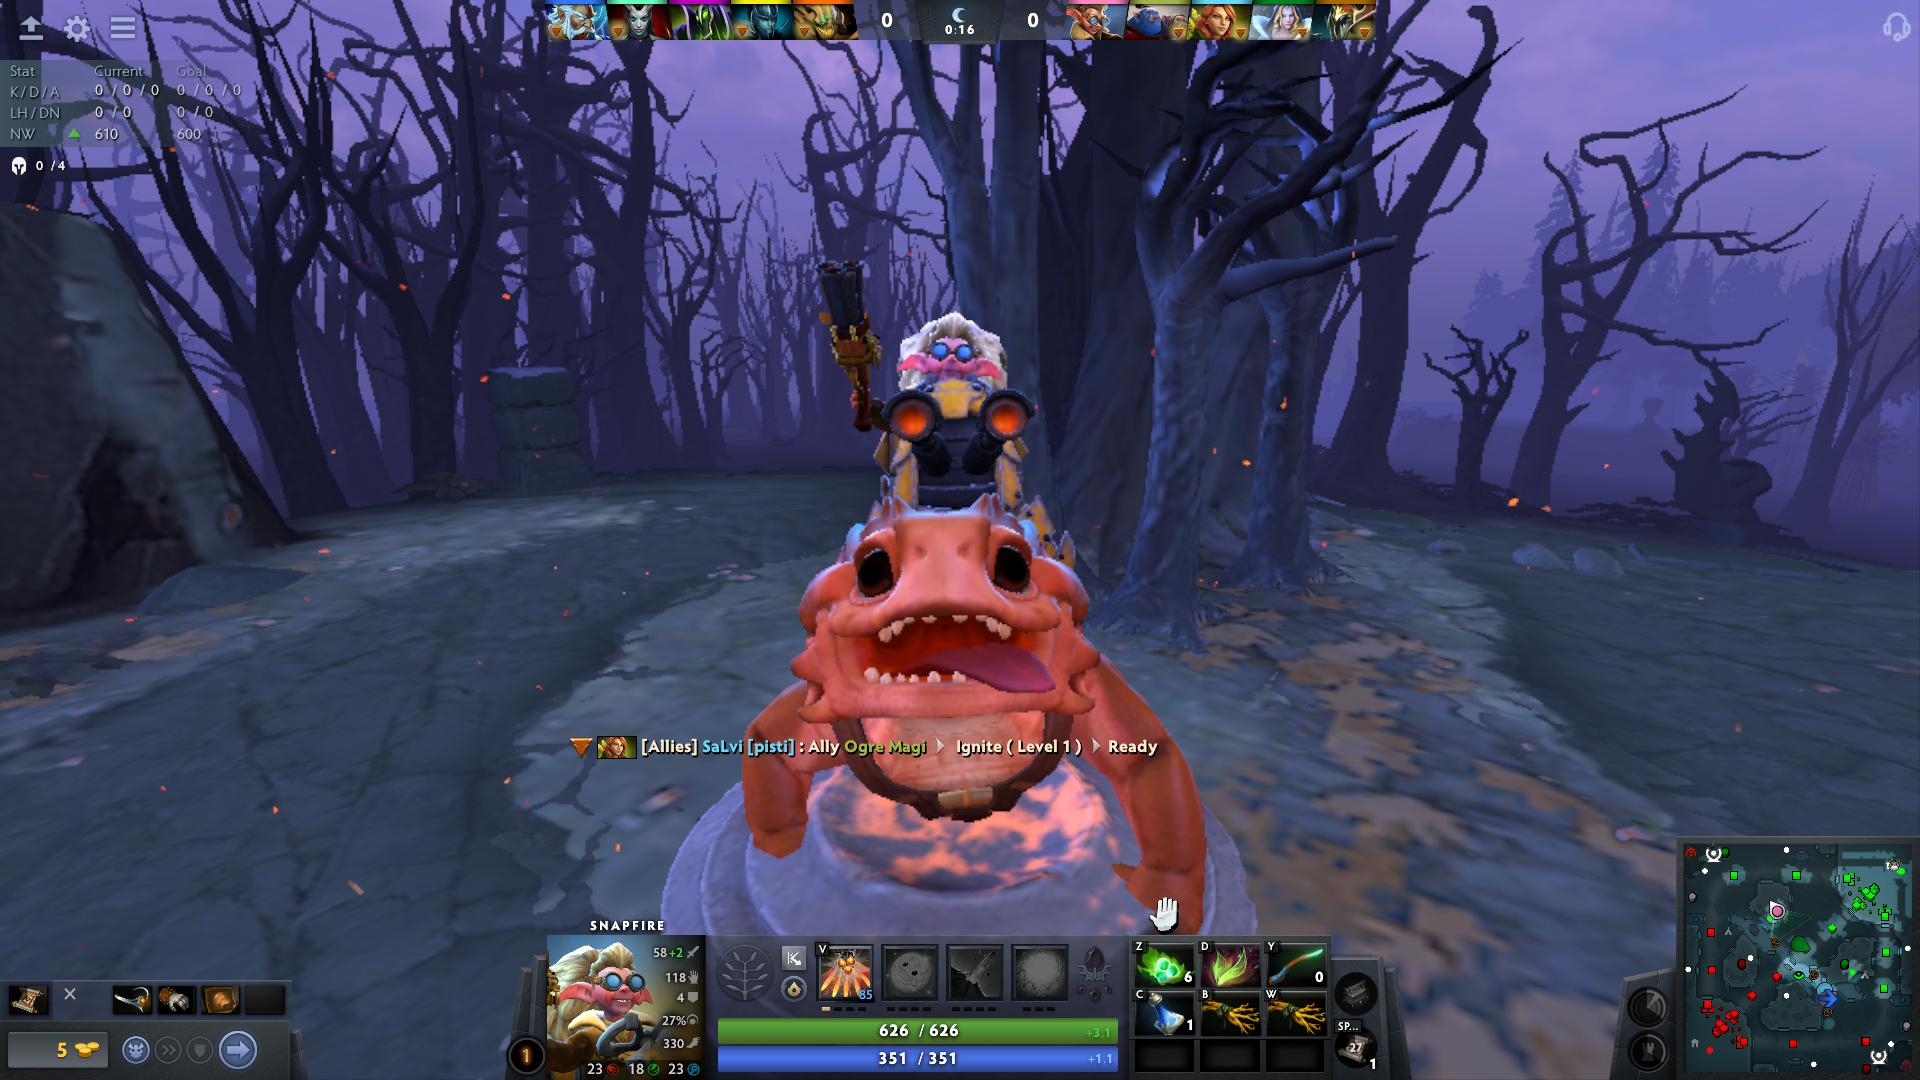 0 0:16 0
Stat Current Goal
K / D / A 0 / 0 / 0 0 / 0 / 0
LH / DN 0 / 0 0 / 0
NW 610 600
0 / 4
[Allies] SaLvi [pisti] : Ally Ogre Magi Ignite ( Level 1 ) Ready
SNAPFIRE
58 +2
118
4
27%
330
23 18 23
1
V
85
626 / 626 +3.1
351 / 351 +1.1
Z 6 D Y 0
C 1 B W
SP...
27
1
5